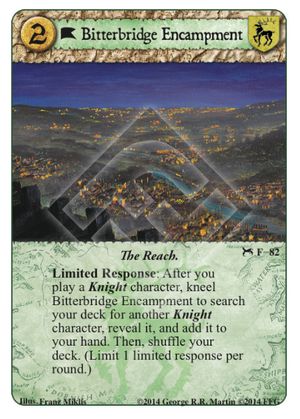 2 Bitterbridge Encampment
F - 82
The Reach.
Limited Response: After you
play a Knight character, kneel
Bitterbridge Encampment to search
your deck for another Knight
character, reveal it, and add it to
your hand. Then, shuffle your
deck. (Limit 1 limited response per
round.)
Illus. Franz Miklis ©2014 George R.R. Martin ©2014 FFG